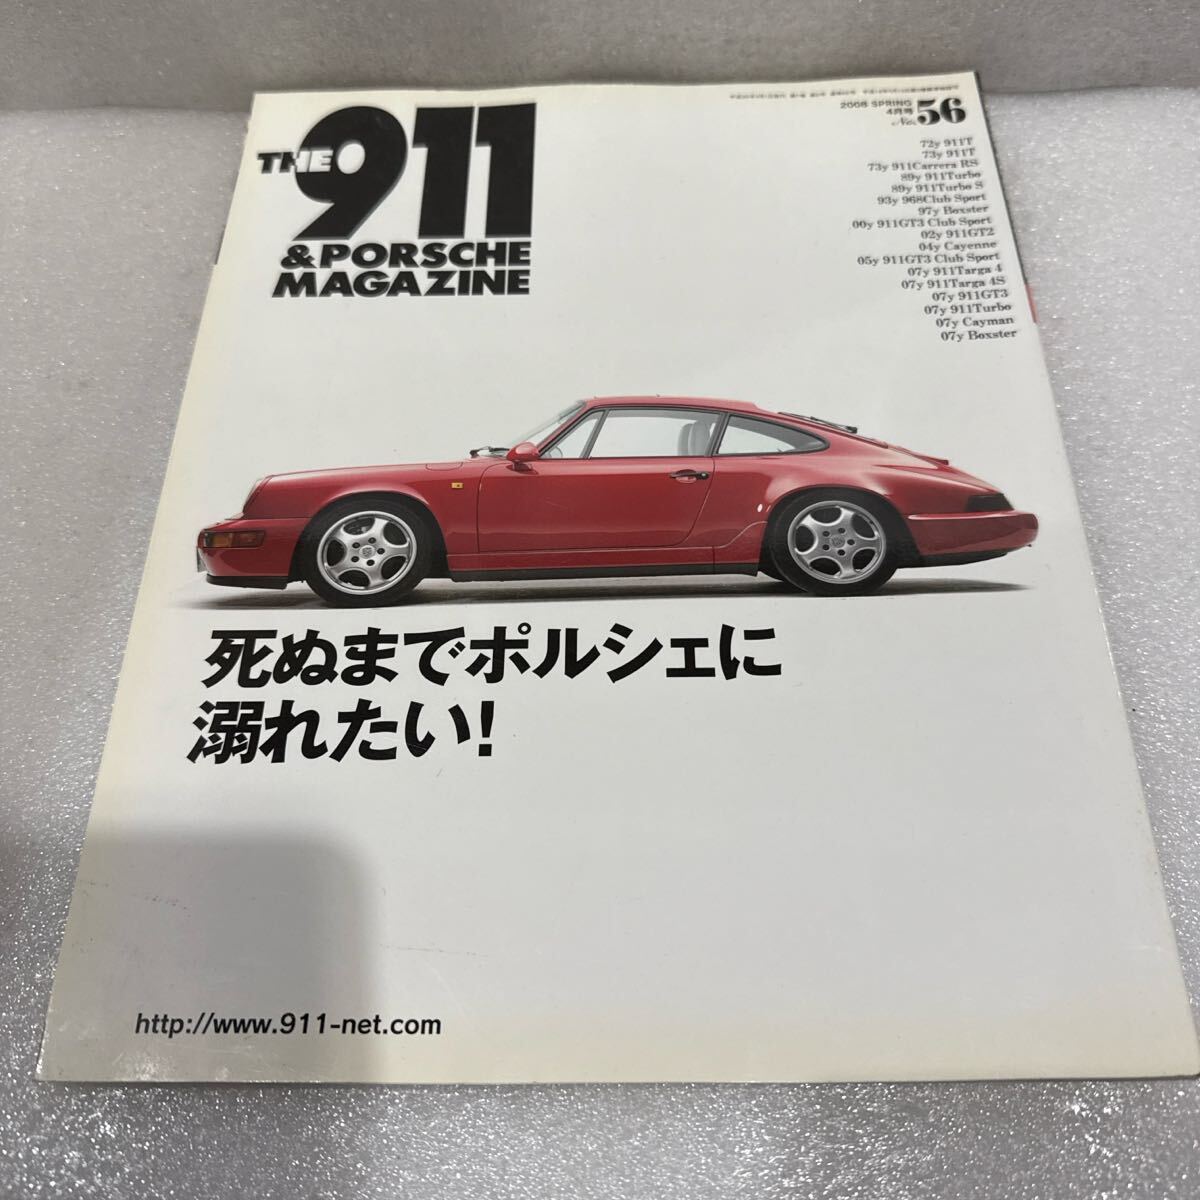 THE 911
& PORSCHE
MAGAZINE
2008 SPRING
4月号
No.56
72y 911T
73y 911T
73y 911Carrera RS
89y 911Turbo
89y 911Turbo S
93y 968Club Sport
97y Boxster
00y 911GT3 Club Sport
02y 911GT2
04y Cayenne
05y 911GT3 Club Sport
07y 911Targa 4
07y 911Targa 4S
07y 911GT3
07y 911Turbo
07y Cayman
07y Boxster
死ぬまでポルシェに
溺れたい!
http://www.911-net.com